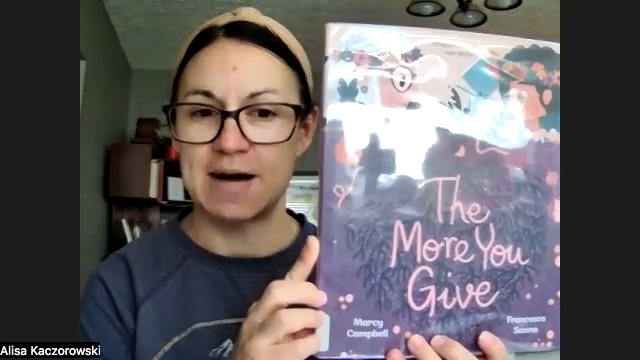 The
More You
Give
Marcy
Campbell
Francesca
Sanna
Alisa Kaczorowski